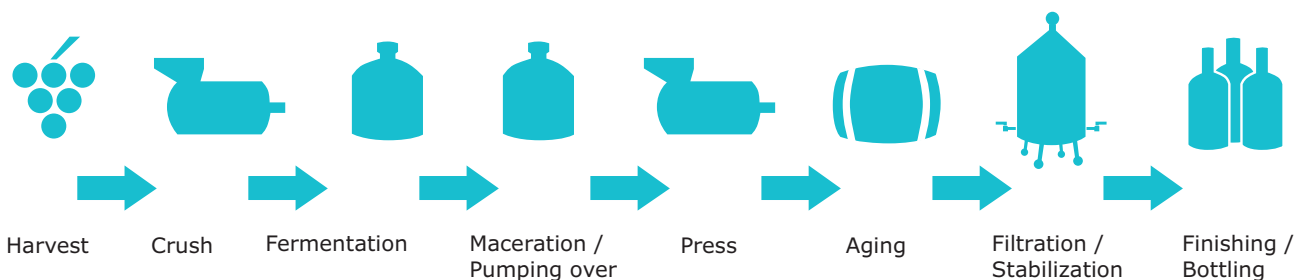 Harvest
Crush
Fermentation
Maceration /
Pumping over
Press
Aging
Filtration /
Stabilization
Finishing /
Bottling